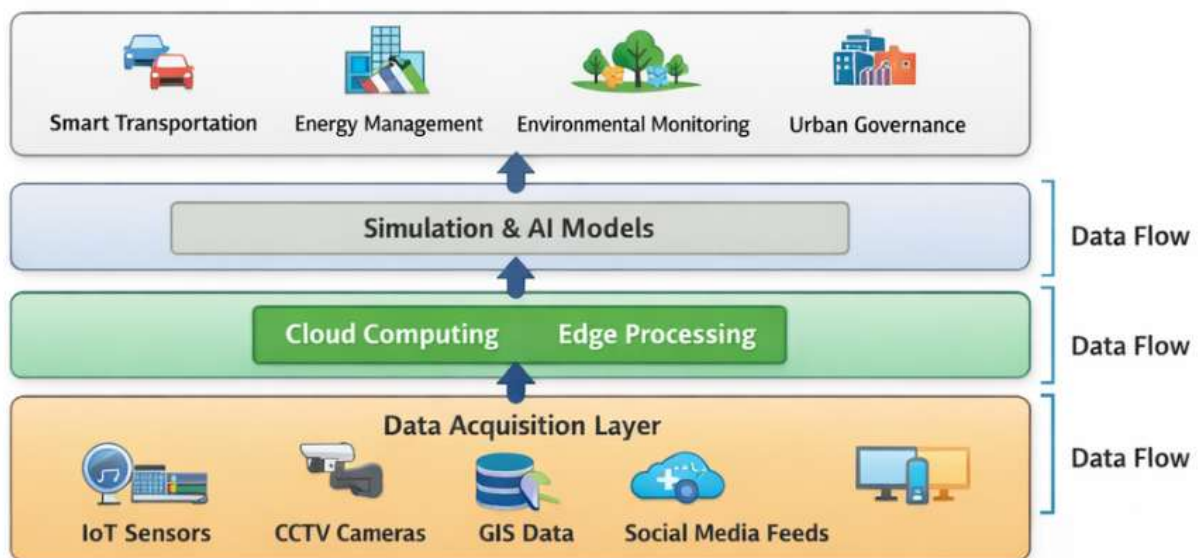 Smart Transportation
Energy Management
Environmental Monitoring
Urban Governance
Simulation & AI Models
Data Flow
Cloud Computing
Edge Processing
Data Flow
Data Acquisition Layer
Data Flow
IoT Sensors
CCTV Cameras
GIS Data
Social Media Feeds